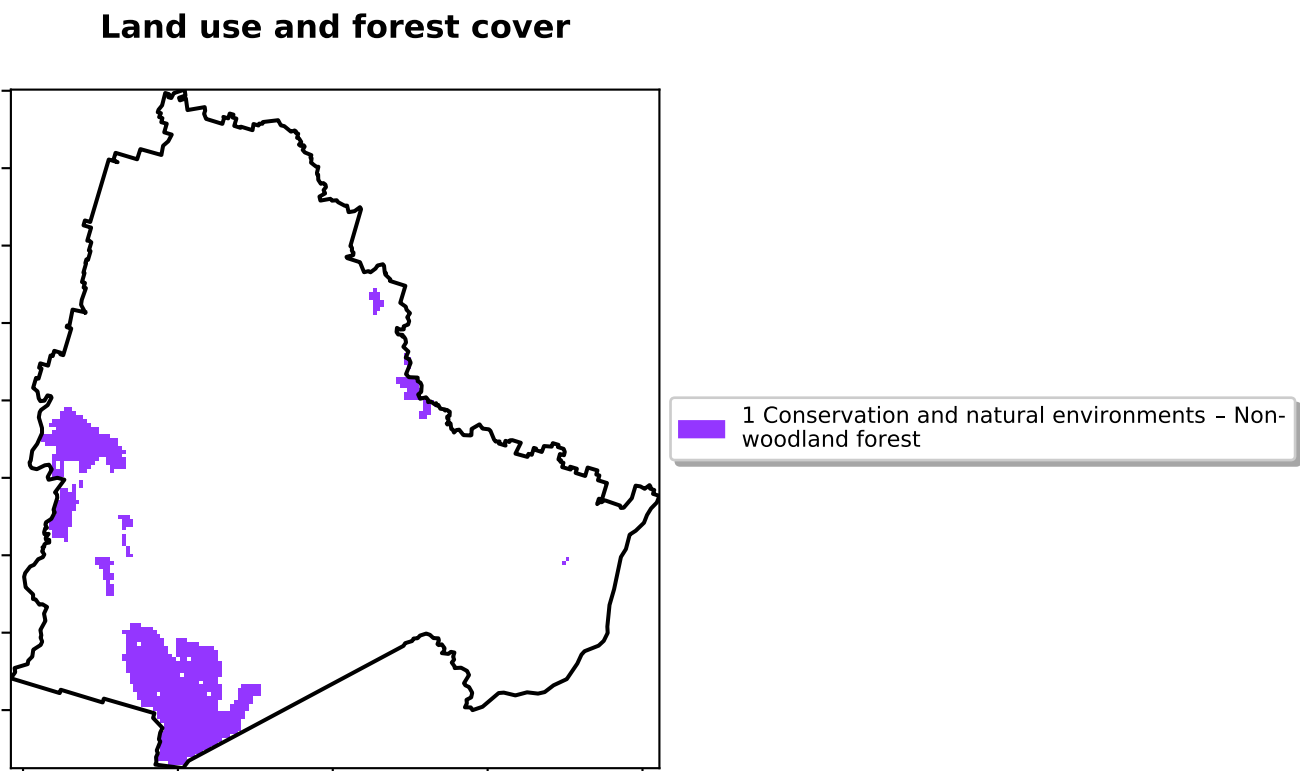 Land use and forest cover
1 Conservation and natural environments – Non-
woodland forest